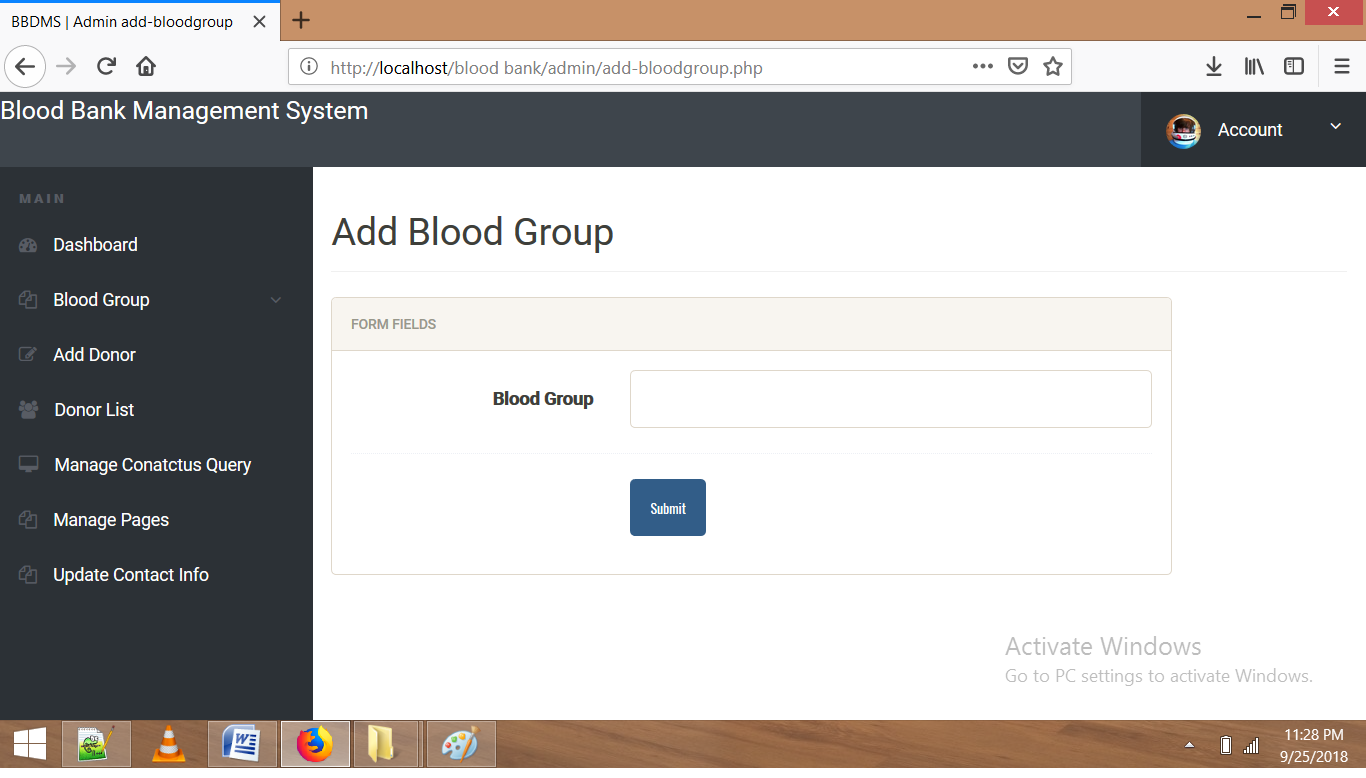 BBDMS | Admin add-bloodgroup
http://localhost/blood bank/admin/add-bloodgroup.php
Blood Bank Management System
Account
MAIN
Dashboard
Blood Group
Add Donor
Donor List
Manage Conatctus Query
Manage Pages
Update Contact Info
Add Blood Group
FORM FIELDS
Blood Group
Submit
Activate Windows
Go to PC settings to activate Windows.
11:28 PM
9/25/2018